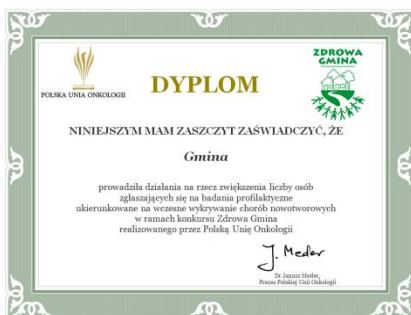 POLSKA UNIA ONKOLOGII
DYPLOM
ZDROWA
GMINA
NINIEJSZYM MAM ZASZCZYT ZAŚWIADCZYĆ, ŻE
Gmina
prowadziła działania na rzecz zwiększenia liczby osób
zgłaszających się na badania profilaktyczne
ukierunkowane na wczesne wykrywanie chorób nowotworowych
w ramach konkursu Zdrowa Gmina
realizowanego przez Polską Unię Onkologii
J. Meder
Dr Janusz Meder,
Prezes Polskiej Unii Onkologii